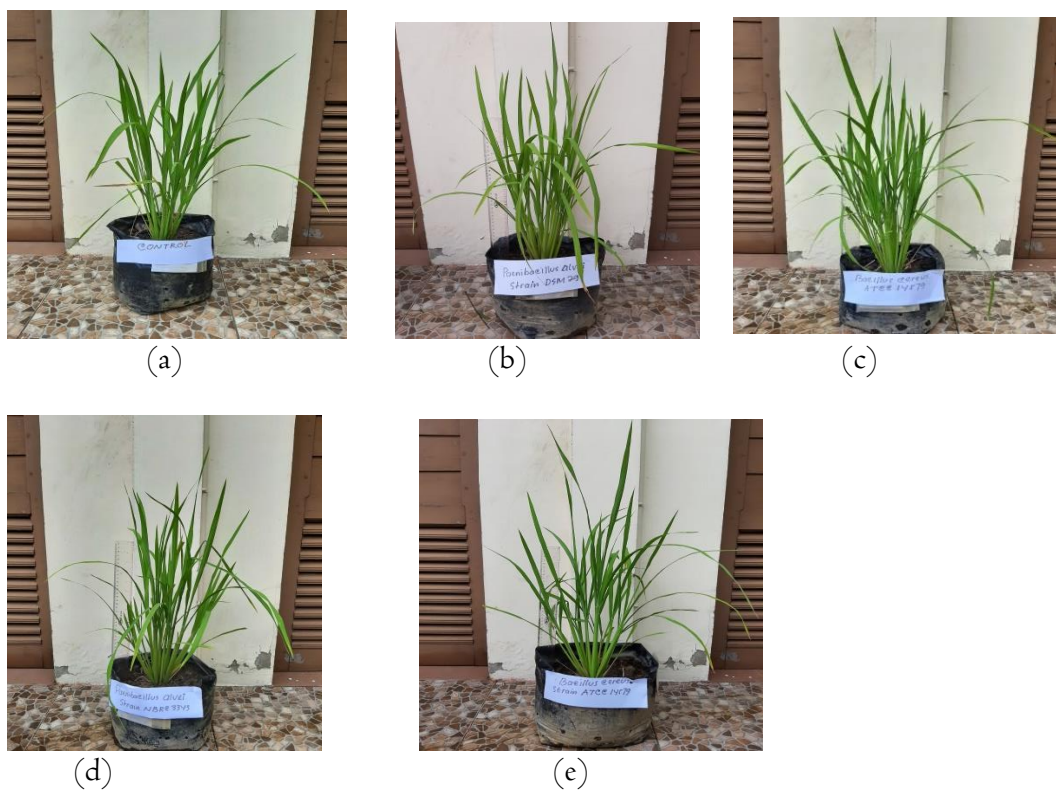 CONTROL
(a)
Paenibacillus alvei
Strain DSM 29
(b)
Bacillus cereus
ATCC 14579
(c)
Paenibacillus alvei
Strain NBRC 3343
(d)
Bacillus cereus
Strain ATCC 14579
(e)